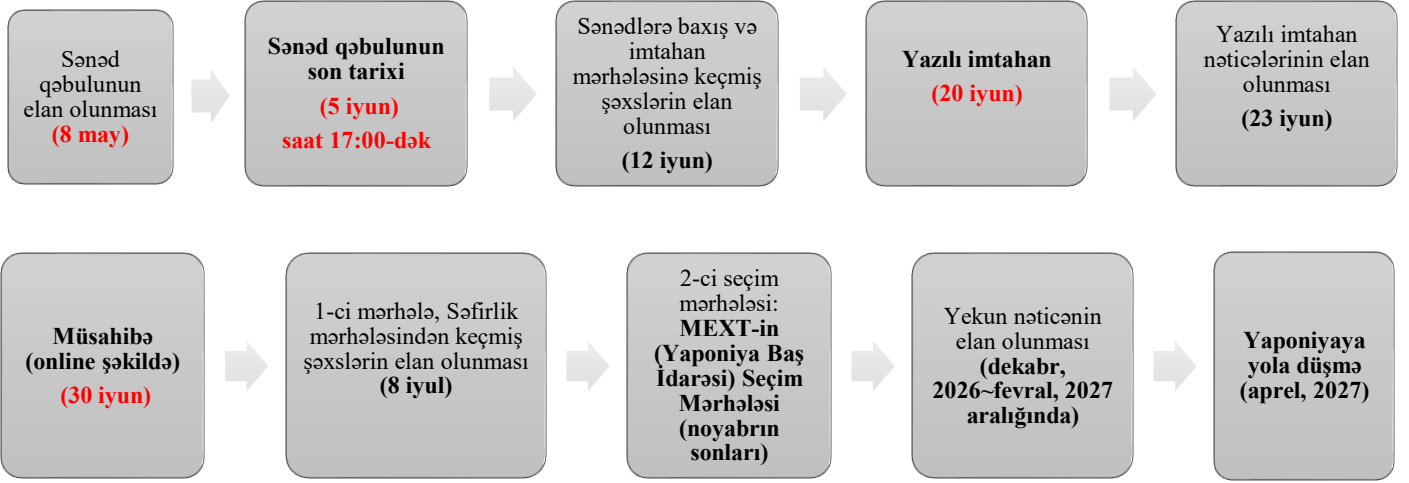 Sənəd
qəbulunun
elan olunması
(8 may)
Sənəd qəbulunun
son tarixi
(5 iyun)
saat 17:00-dək
Sənədlərə baxış və
imtahan
mərhələsinə keçmiş
şəxslərin elan
olunması
(12 iyun)
Yazılı imtahan
(20 iyun)
Yazılı imtahan
nəticələrinin elan
olunması
(23 iyun)
Müsahibə
(online şəkildə)
(30 iyun)
1-ci mərhələ, Səfirlik
mərhələsindən keçmiş
şəxslərin elan olunması
(8 iyul)
2-ci seçim
mərhələsi:
MEXT-in
(Yaponiya Baş
İdarəsi) Seçim
Mərhələsi
(noyabrın
sonları)
Yekun nəticənin
elan olunması
(dekabr,
2026~fevral, 2027
aralığında)
Yaponiyaya
yola düşmə
(aprel, 2027)